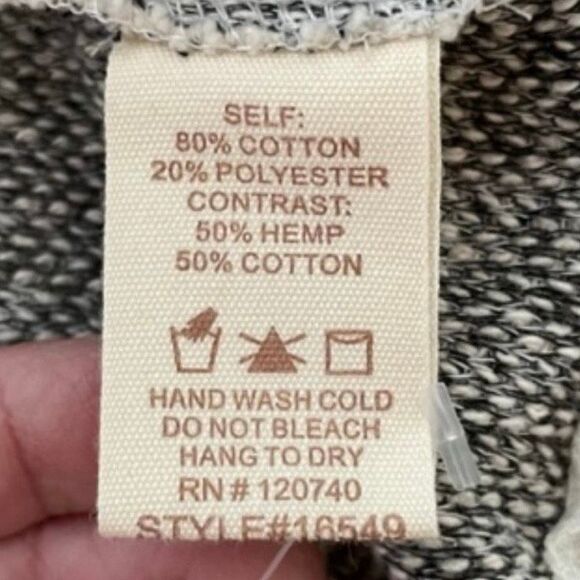 SELF:
80% COTTON
20% POLYESTER
CONTRAST:
50% HEMP
50% COTTON
HAND WASH COLD
DO NOT BLEACH
HANG TO DRY
RN # 120740
STYLE#16549